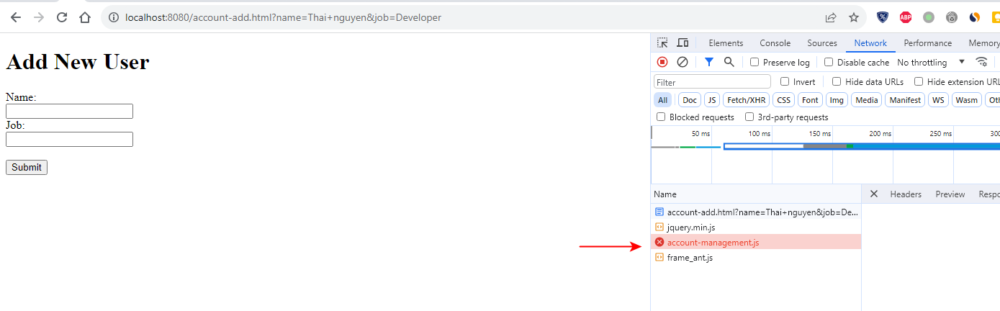 localhost:8080/account-add.html?name=Thai+nguyen&job=Developer
ABP
Add New User
Name:
Job:
Submit
Elements Console Sources Network Performance Memory
Preserve log Disable cache No throttling
Filter Invert Hide data URLs Hide extension URL
All Doc JS Fetch/XHR CSS Font Img Media Manifest WS Wasm Oth
Blocked requests 3rd-party requests
50 ms 100 ms 150 ms 200 ms 250 ms 300
Name Headers Preview Respo
account-add.html?name=Thai+nguyen&job=De...
jquery.min.js
account-management.js
frame_ant.js